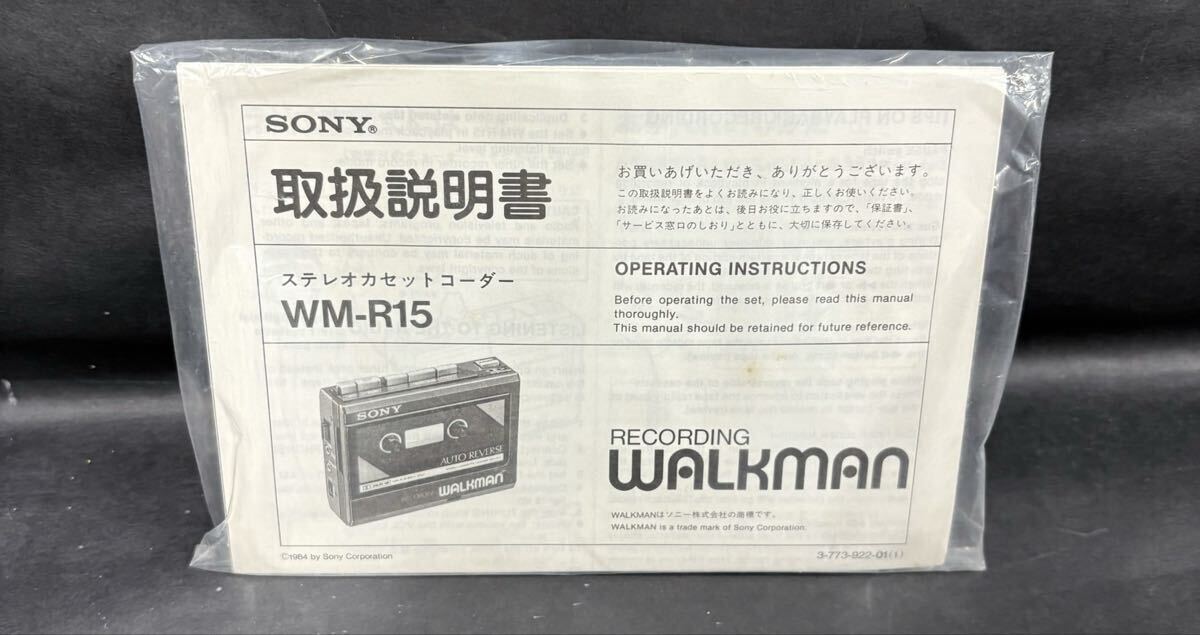 SONY®
取扱説明書
お買いあげいただき、ありがとうございます。
この取扱説明書をよくお読みになり、正しくお使いください。
お読みになったあとは、後日お役に立ちますので、「保証書」、
「サービス窓口のしおり」とともに、大切に保存してください。
ステレオカセットコーダー
WM-R15
OPERATING INSTRUCTIONS
Before operating the set, please read this manual
thoroughly.
This manual should be retained for future reference.
SONY
AUTO REVERSE
RECORDING
WALKMAN
RECORDING
WALKMAN
WALKMANはソニー株式会社の商標です。
WALKMAN is a trade mark of Sony Corporation.
©1984 by Sony Corporation
3-773-922-01(1)